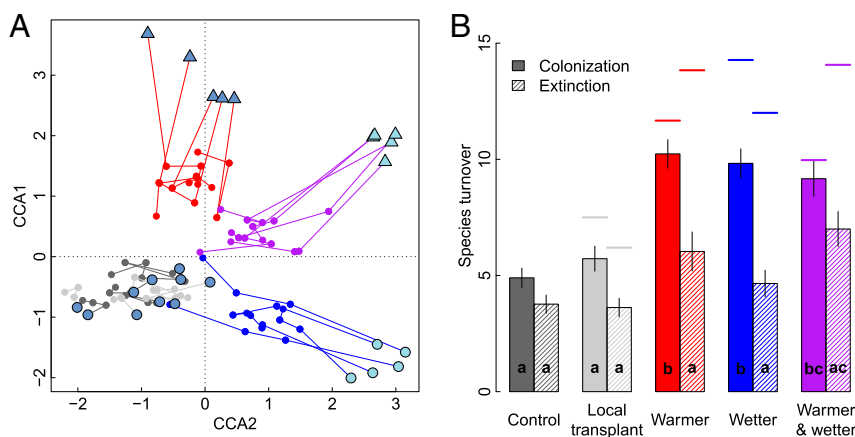 A
CCA1
3
2
1
0
−1
−2
−2
−1
0
1
2
3
CCA2
B
Species turnover
15
10
5
0
Colonization
Extinction
a a a a b a b a bc ac
Control
Local
transplant
Warmer
Wetter
Warmer
& wetter